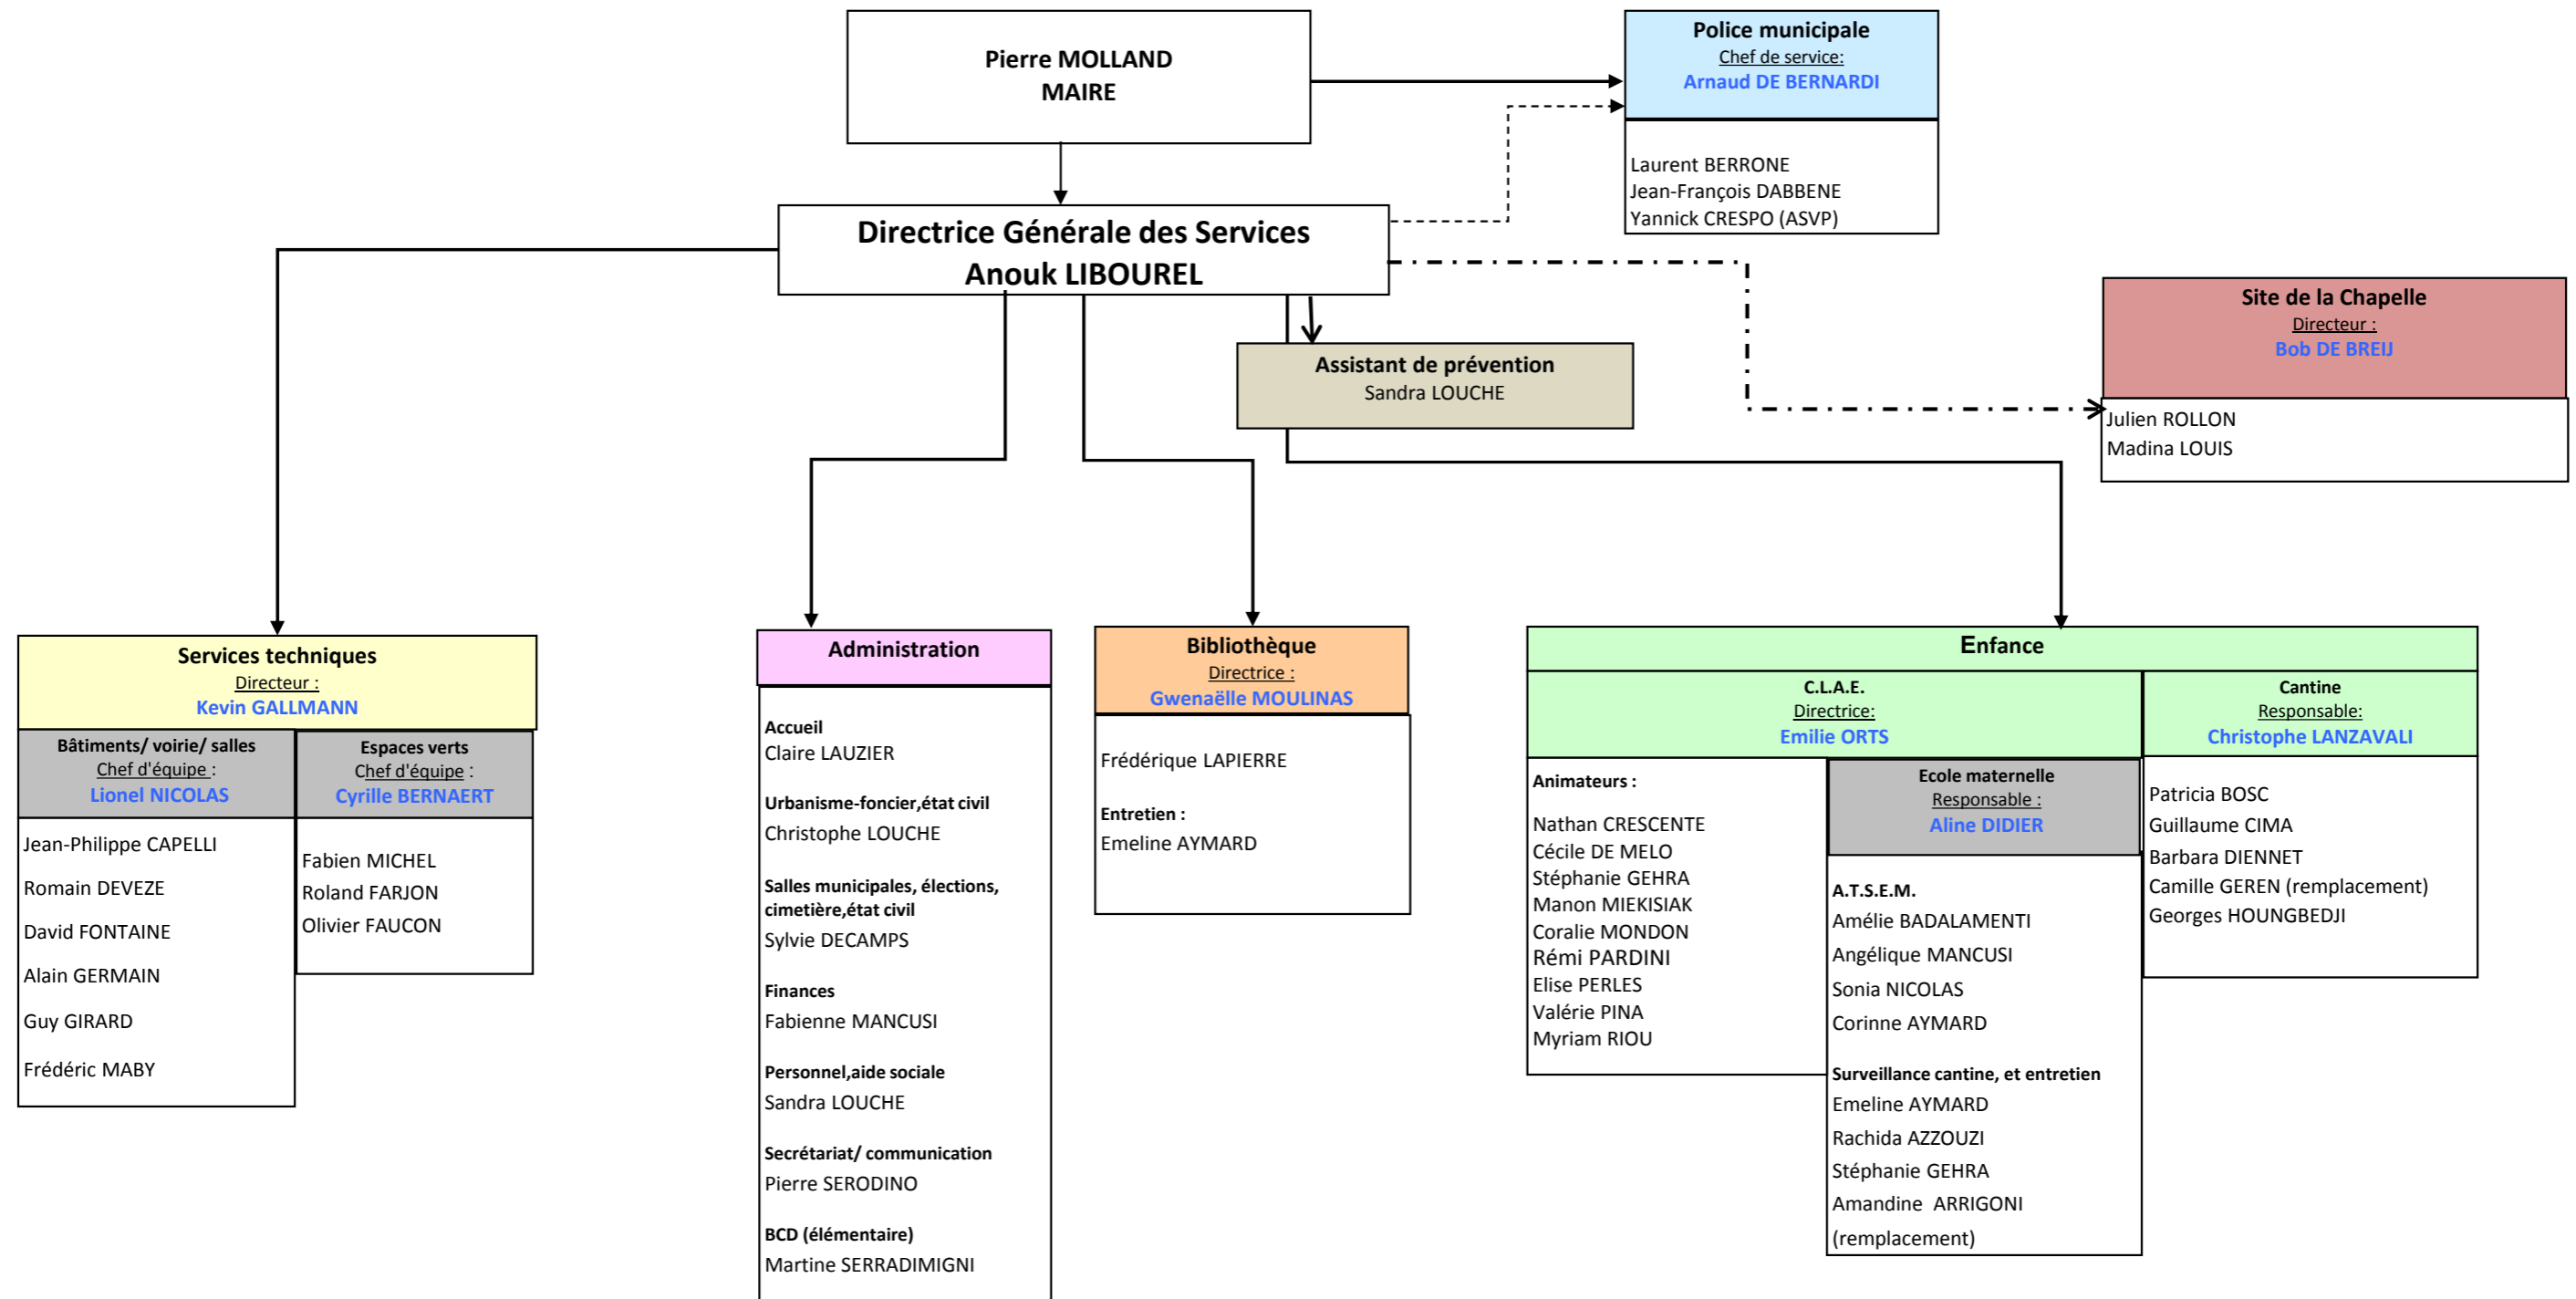 Pierre MOLLAND
MAIRE
Police municipale
Chef de service:
Arnaud DE BERNARDI
Laurent BERRONE
Jean-François DABBENE
Yannick CRESPO (ASVP)
Directrice Générale des Services
Anouk LIBOUREL
Site de la Chapelle
Directeur :
Bob DE BREIJ
Julien ROLLON
Madina LOUIS
Assistant de prévention
Sandra LOUCHE
Services techniques
Directeur :
Kevin GALLMANN
Bâtiments/ voirie/ salles
Chef d'équipe :
Lionel NICOLAS
Jean-Philippe CAPELLI
Romain DEVEZE
David FONTAINE
Alain GERMAIN
Guy GIRARD
Frédéric MABY
Espaces verts
Chef d'équipe :
Cyrille BERNAERT
Fabien MICHEL
Roland FARJON
Olivier FAUCON
Administration
Accueil
Claire LAUZIER
Urbanisme-foncier,état civil
Christophe LOUCHE
Salles municipales, élections,
cimetière,état civil
Sylvie DECAMPS
Finances
Fabienne MANCUSI
Personnel,aide sociale
Sandra LOUCHE
Secrétariat/ communication
Pierre SERODINO
BCD (élémentaire)
Martine SERRADIMIGNI
Bibliothèque
Directrice :
Gwenaëlle MOULINAS
Frédérique LAPIERRE
Entretien :
Emeline AYMARD
Enfance
C.L.A.E.
Directrice:
Emilie ORTS
Animateurs :
Nathan CRESCENTE
Cécile DE MELO
Stéphanie GEHRA
Manon MIEKISIAK
Coralie MONDON
Rémi PARDINI
Elise PERLES
Valérie PINA
Myriam RIOU
Ecole maternelle
Responsable :
Aline DIDIER
A.T.S.E.M.
Amélie BADALAMENTI
Angélique MANCUSI
Sonia NICOLAS
Corinne AYMARD
Surveillance cantine, et entretien
Emeline AYMARD
Rachida AZZOUZI
Stéphanie GEHRA
Amandine  ARRIGONI
(remplacement)
Cantine
Responsable:
Christophe LANZAVALI
Patricia BOSC
Guillaume CIMA
Barbara DIENNET
Camille GEREN (remplacement)
Georges HOUNGBEDJI